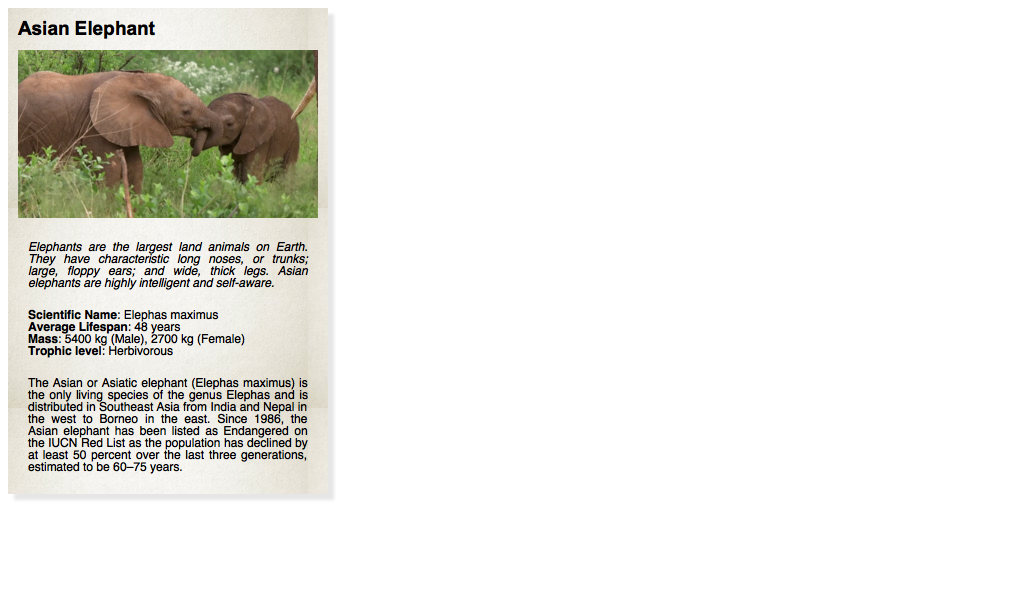 Asian Elephant
Elephants are the largest land animals on Earth.
They have characteristic long noses, or trunks;
large, floppy ears; and wide, thick legs. Asian
elephants are highly intelligent and self-aware.
Scientific Name: Elephas maximus
Average Lifespan: 48 years
Mass: 5400 kg (Male), 2700 kg (Female)
Trophic level: Herbivorous
The Asian or Asiatic elephant (Elephas maximus) is
the only living species of the genus Elephas and is
distributed in Southeast Asia from India and Nepal in
the west to Borneo in the east. Since 1986, the
Asian elephant has been listed as Endangered on
the IUCN Red List as the population has declined by
at least 50 percent over the last three generations,
estimated to be 60–75 years.